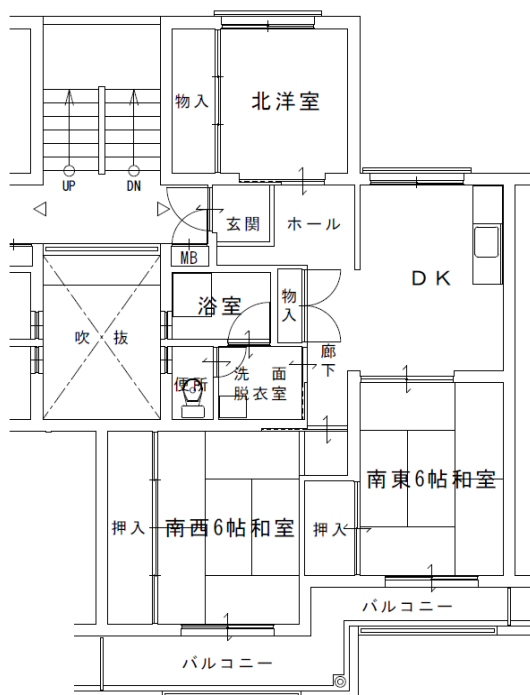 物入
北洋室
UP
DN
玄関
ホール
MB
DK
浴室
物入
吹抜
廊下
便所
洗面
脱衣室
押入
南西6帖和室
押入
南東6帖和室
バルコニー
バルコニー